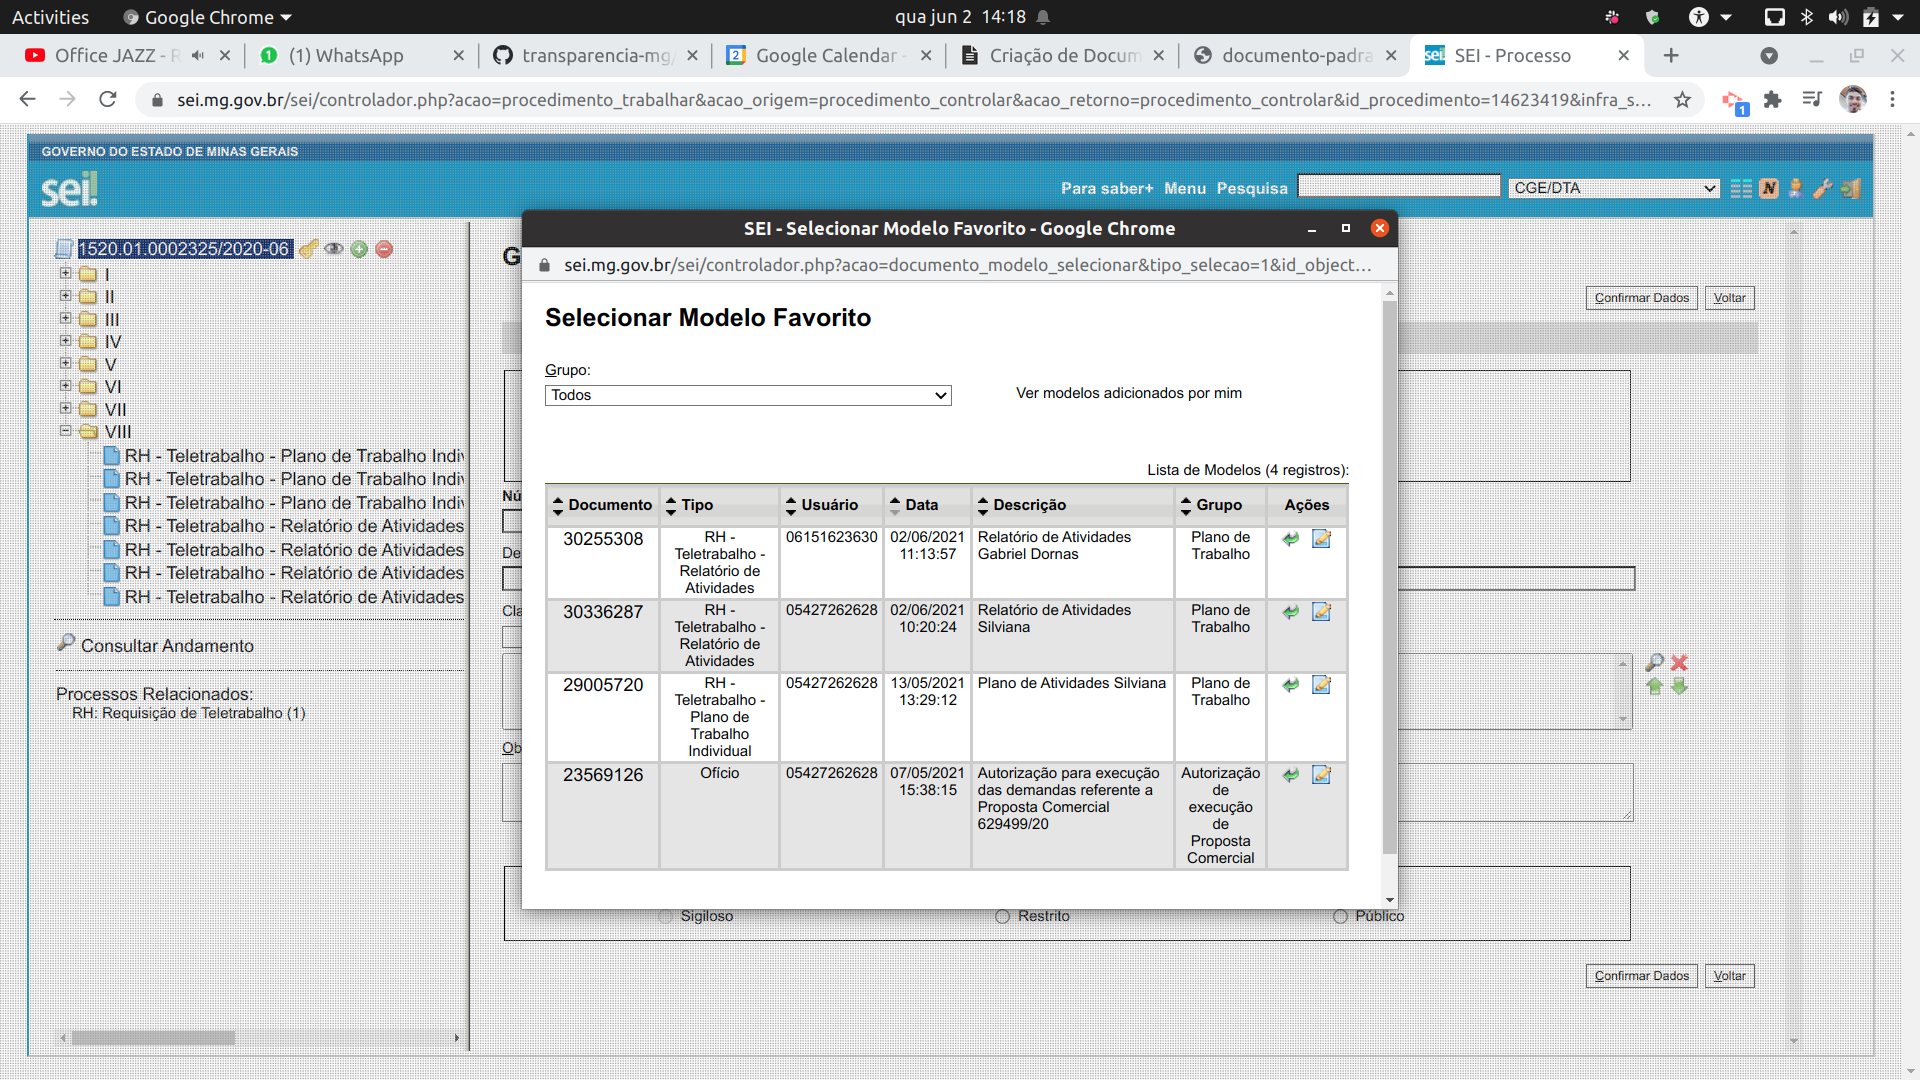 Activities
Google Chrome
qua jun 2 14:18
Office JAZZ - R
(1) WhatsApp
transparencia-mg/
Google Calendar -
Criação de Docum
documento-padra
SEI - Processo
sei.mg.gov.br/sei/controlador.php?acao=procedimento_trabalhar&acao_origem=procedimento_controlar&acao_retorno=procedimento_controlar&id_procedimento=14623419&infra_s...
1
GOVERNO DO ESTADO DE MINAS GERAIS
sei!
Para saber+ Menu Pesquisa
CGE/DTA
1520.01.0002325/2020-06
I
II
III
IV
V
VI
VII
VIII
RH - Teletrabalho - Plano de Trabalho Indiv
RH - Teletrabalho - Plano de Trabalho Indiv
RH - Teletrabalho - Plano de Trabalho Indiv
RH - Teletrabalho - Relatório de Atividades
RH - Teletrabalho - Relatório de Atividades
RH - Teletrabalho - Relatório de Atividades
RH - Teletrabalho - Relatório de Atividades
Consultar Andamento
Processos Relacionados:
RH: Requisição de Teletrabalho (1)
G
Confirmar Dados
Voltar
Nú
De
Cla
Ob
SEI - Selecionar Modelo Favorito - Google Chrome
sei.mg.gov.br/sei/controlador.php?acao=documento_modelo_selecionar&tipo_selecao=1&id_object...
Selecionar Modelo Favorito
Grupo:
Todos
Ver modelos adicionados por mim
Lista de Modelos (4 registros):
Documento Tipo Usuário Data Descrição Grupo Ações
30255308
RH -
Teletrabalho -
Relatório de
Atividades
06151623630
02/06/2021
11:13:57
Relatório de Atividades
Gabriel Dornas
Plano de
Trabalho
30336287
RH -
Teletrabalho -
Relatório de
Atividades
05427262628
02/06/2021
10:20:24
Relatório de Atividades
Silviana
Plano de
Trabalho
29005720
RH -
Teletrabalho -
Plano de
Trabalho
Individual
05427262628
13/05/2021
13:29:12
Plano de Atividades Silviana
Plano de
Trabalho
23569126
Ofício
05427262628
07/05/2021
15:38:15
Autorização para execução
das demandas referente a
Proposta Comercial
629499/20
Autorização
de
execução
de
Proposta
Comercial
Sigiloso
Restrito
Público
Confirmar Dados
Voltar